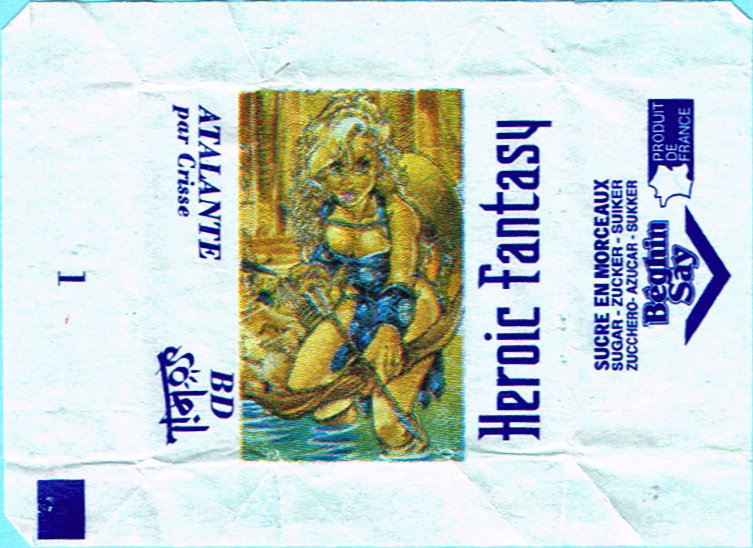 PRODUIT
DE
FRANCE
Béghin
Say
SUCRE EN MORCEAUX
SUGAR - ZUCKER - SUIKER
ZUCCHERO - AZUCAR - SUKKER
Heroic Fantasy
ATALANTE
par Crisse
BD
Soleil
1